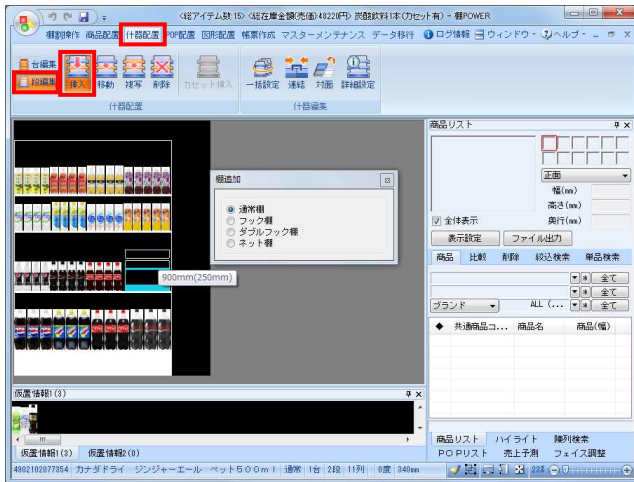 <総アイテム数:15> <総在庫金額(売価):48220円> 炭酸飲料1本(カセット有) - 棚POWER
棚割操作 商品配置 什器配置 POP配置 図形配置 帳票作成 マスターメンテナンス データ移行 ログ情報 ウィンドウ ヘルプ
台編集
段編集
挿入 移動 複写 削除 カセット挿入 一括設定 連結 対面 詳細設定
什器配置 什器編集
商品リスト
正面
幅(mm)
高さ(mm)
奥行(mm)
全体表示
表示設定 ファイル出力
商品 比較 削除 絞込検索 単品検索
全て
全て
ブランド ALL (... 全て
◆ 共通商品コ... 商品名 商品(幅)
棚追加
通常棚
フック棚
ダブルフック棚
ネット棚
900mm(250mm)
仮置情報1(3)
仮置情報1(3) 仮置情報2(0)
商品リスト ハイライト 陳列検索
POPリスト 売上予測 フェイス調整
4902102077354 カナダドライ ジンジャーエール ペット500ml 通常 1台 2段 11列 0度 340mm 23%